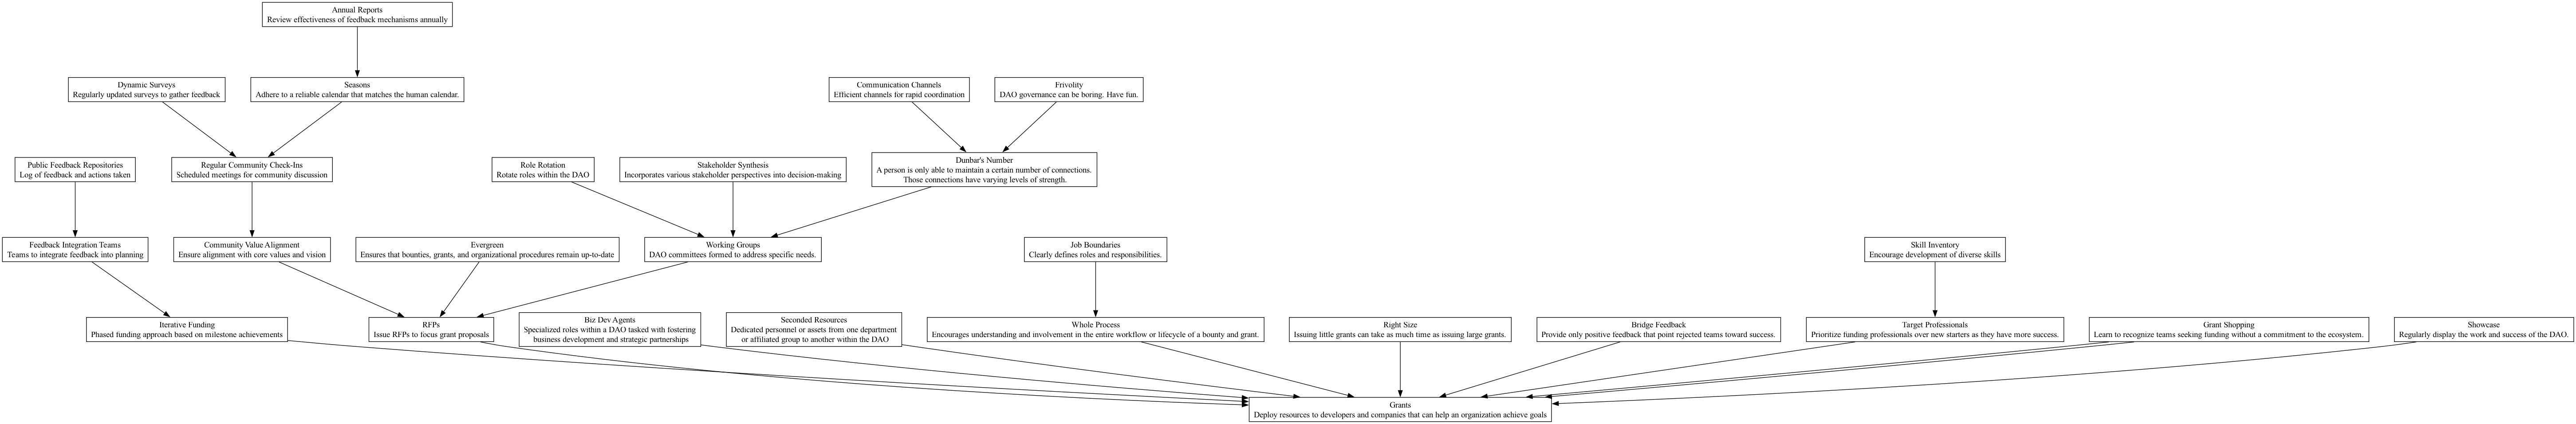 Annual Reports
Review effectiveness of feedback mechanisms annually
Dynamic Surveys
Regularly updated surveys to gather feedback
Seasons
Adhere to a reliable calendar that matches the human calendar.
Communication Channels
Efficient channels for rapid coordination
Frivolity
DAO governance can be boring. Have fun.
Public Feedback Repositories
Log of feedback and actions taken
Regular Community Check-Ins
Scheduled meetings for community discussion
Role Rotation
Rotate roles within the DAO
Stakeholder Synthesis
Incorporates various stakeholder perspectives into decision-making
Dunbar's Number
A person is only able to maintain a certain number of connections.
Those connections have varying levels of strength.
Feedback Integration Teams
Teams to integrate feedback into planning
Community Value Alignment
Ensure alignment with core values and vision
Evergreen
Ensures that bounties, grants, and organizational procedures remain up-to-date
Working Groups
DAO committees formed to address specific needs.
Job Boundaries
Clearly defines roles and responsibilities.
Skill Inventory
Encourage development of diverse skills
Iterative Funding
Phased funding approach based on milestone achievements
RFPs
Issue RFPs to focus grant proposals
Biz Dev Agents
Specialized roles within a DAO tasked with fostering
business development and strategic partnerships
Seconded Resources
Dedicated personnel or assets from one department
or affiliated group to another within the DAO
Whole Process
Encourages understanding and involvement in the entire workflow or lifecycle of a bounty and grant.
Right Size
Issuing little grants can take as much time as issuing large grants.
Bridge Feedback
Provide only positive feedback that point rejected teams toward success.
Target Professionals
Prioritize funding professionals over new starters as they have more success.
Grant Shopping
Learn to recognize teams seeking funding without a commitment to the ecosystem.
Showcase
Regularly display the work and success of the DAO.
Grants
Deploy resources to developers and companies that can help an organization achieve goals